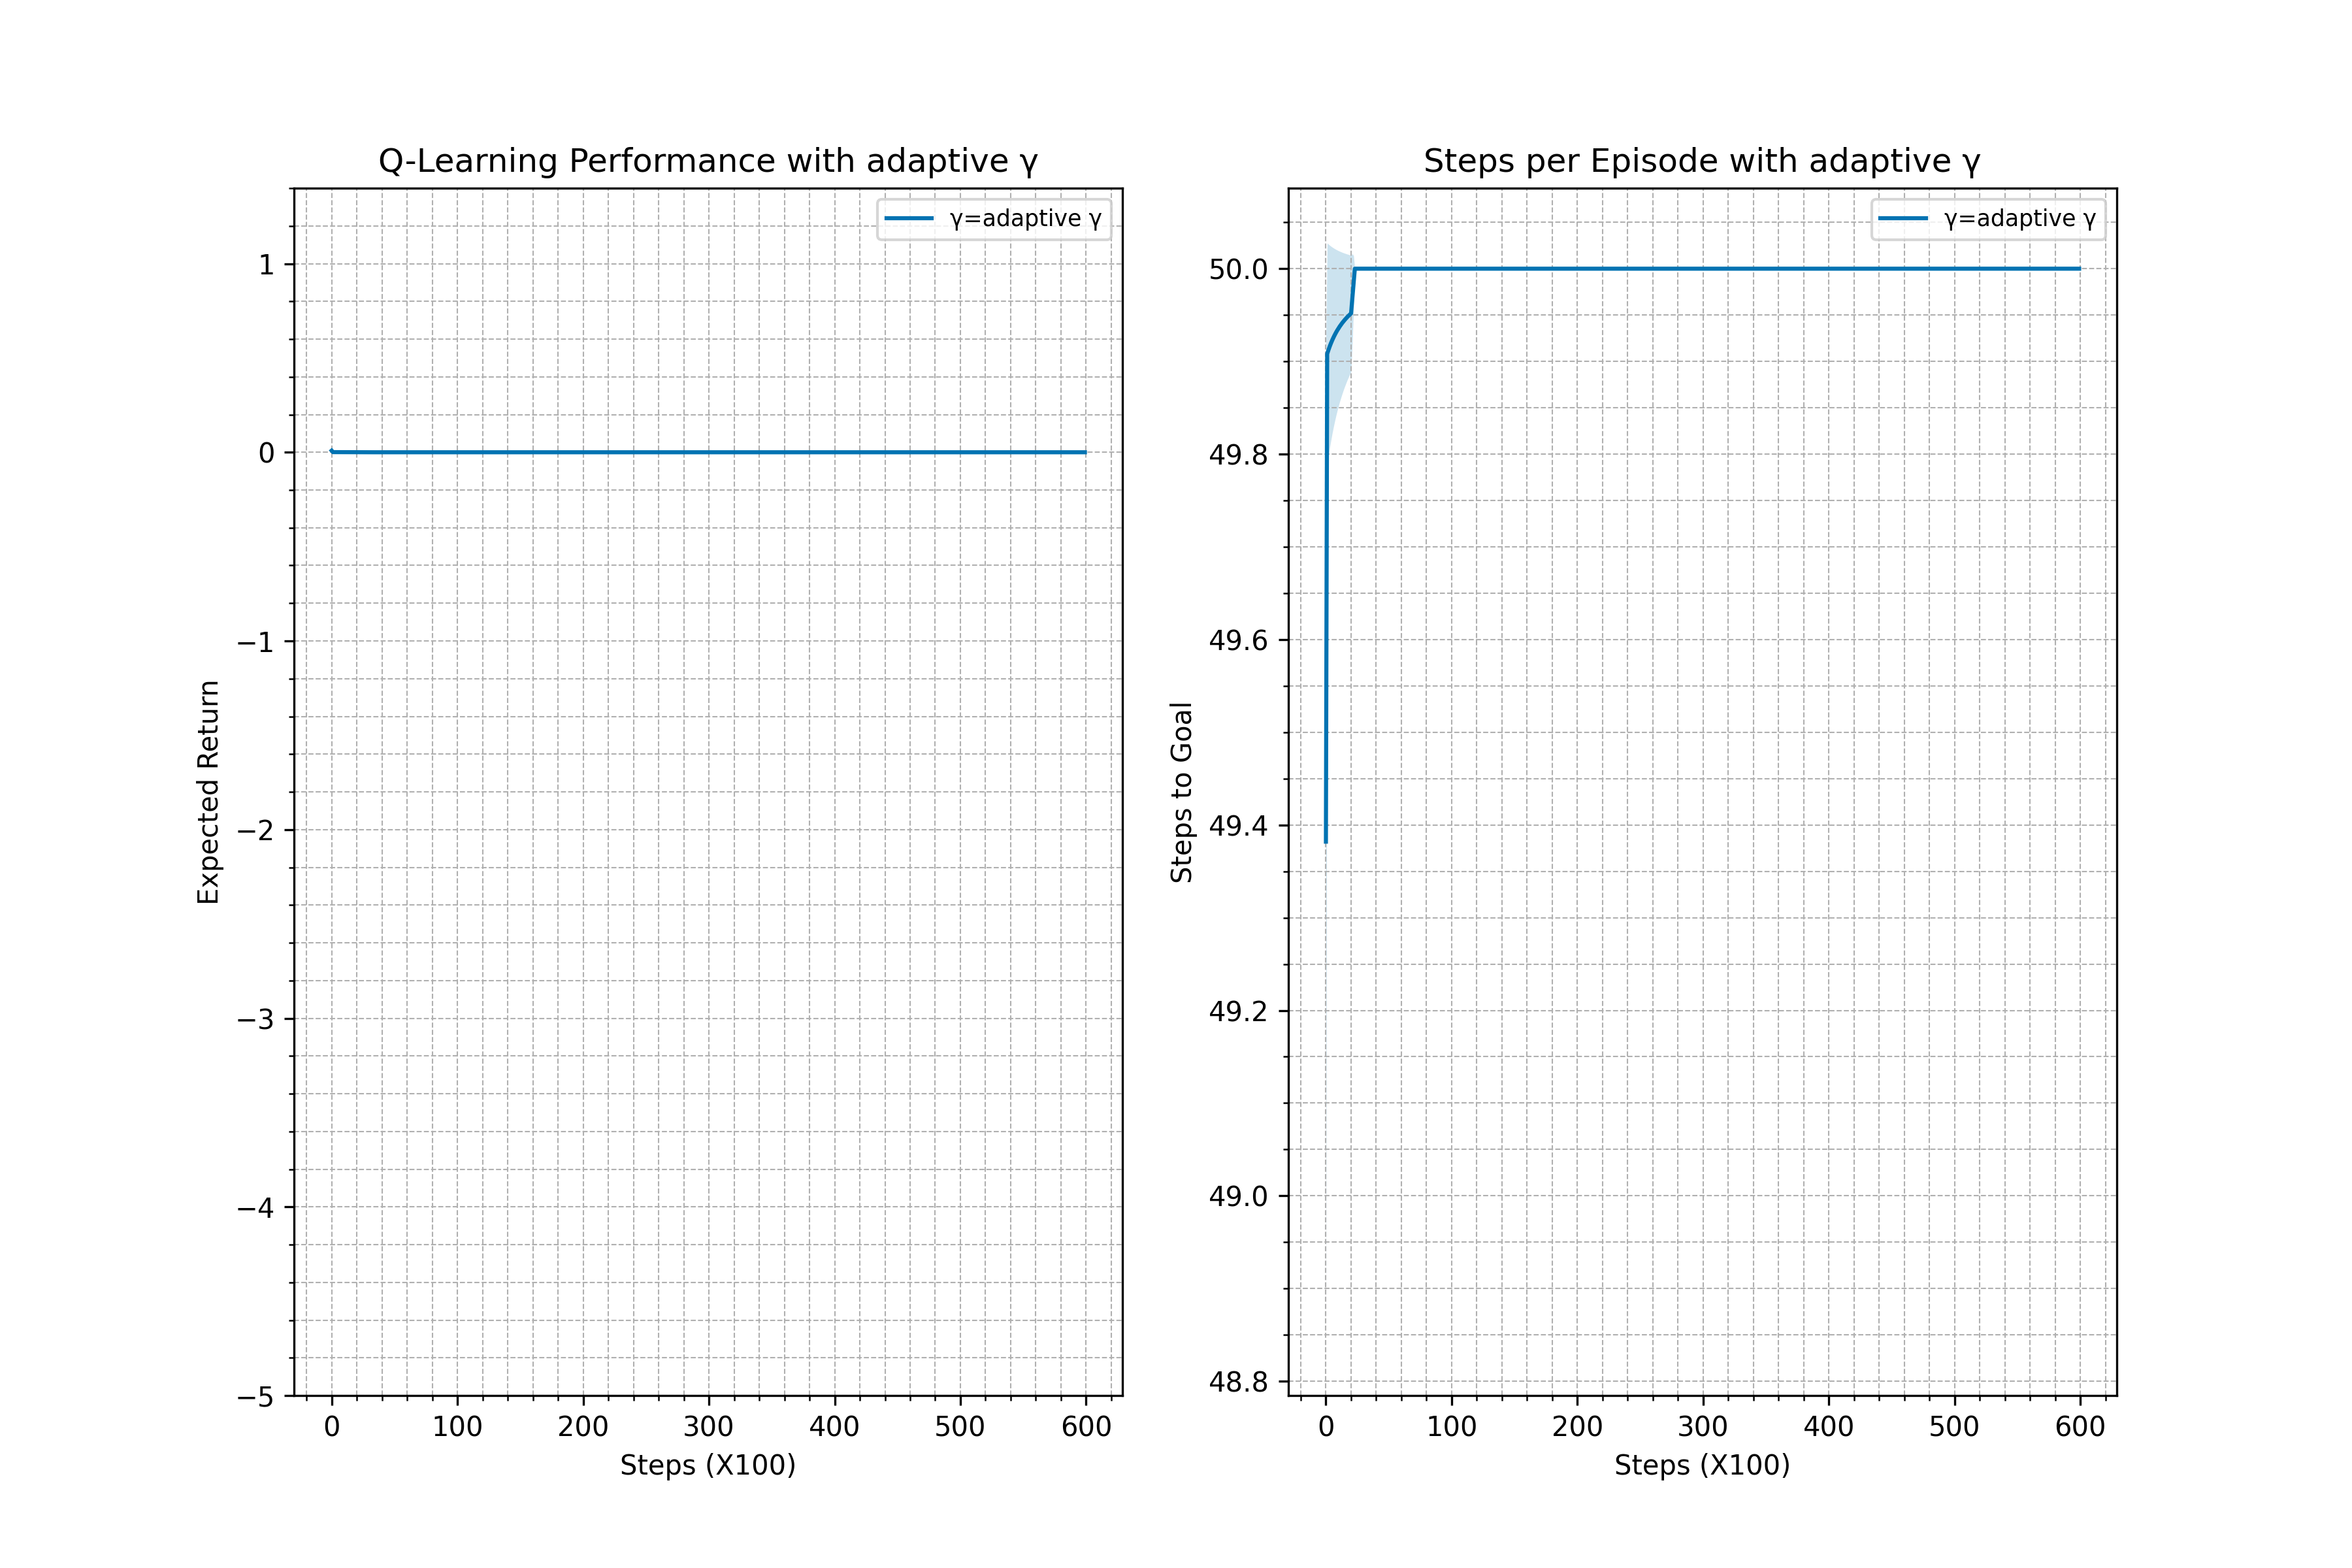 Q-Learning Performance with adaptive γ
γ=adaptive γ
1
0
−1
−2
−3
−4
−5
Expected Return
0 100 200 300 400 500 600
Steps (X100)
Steps per Episode with adaptive γ
γ=adaptive γ
50.0
49.8
49.6
49.4
49.2
49.0
48.8
Steps to Goal
0 100 200 300 400 500 600
Steps (X100)